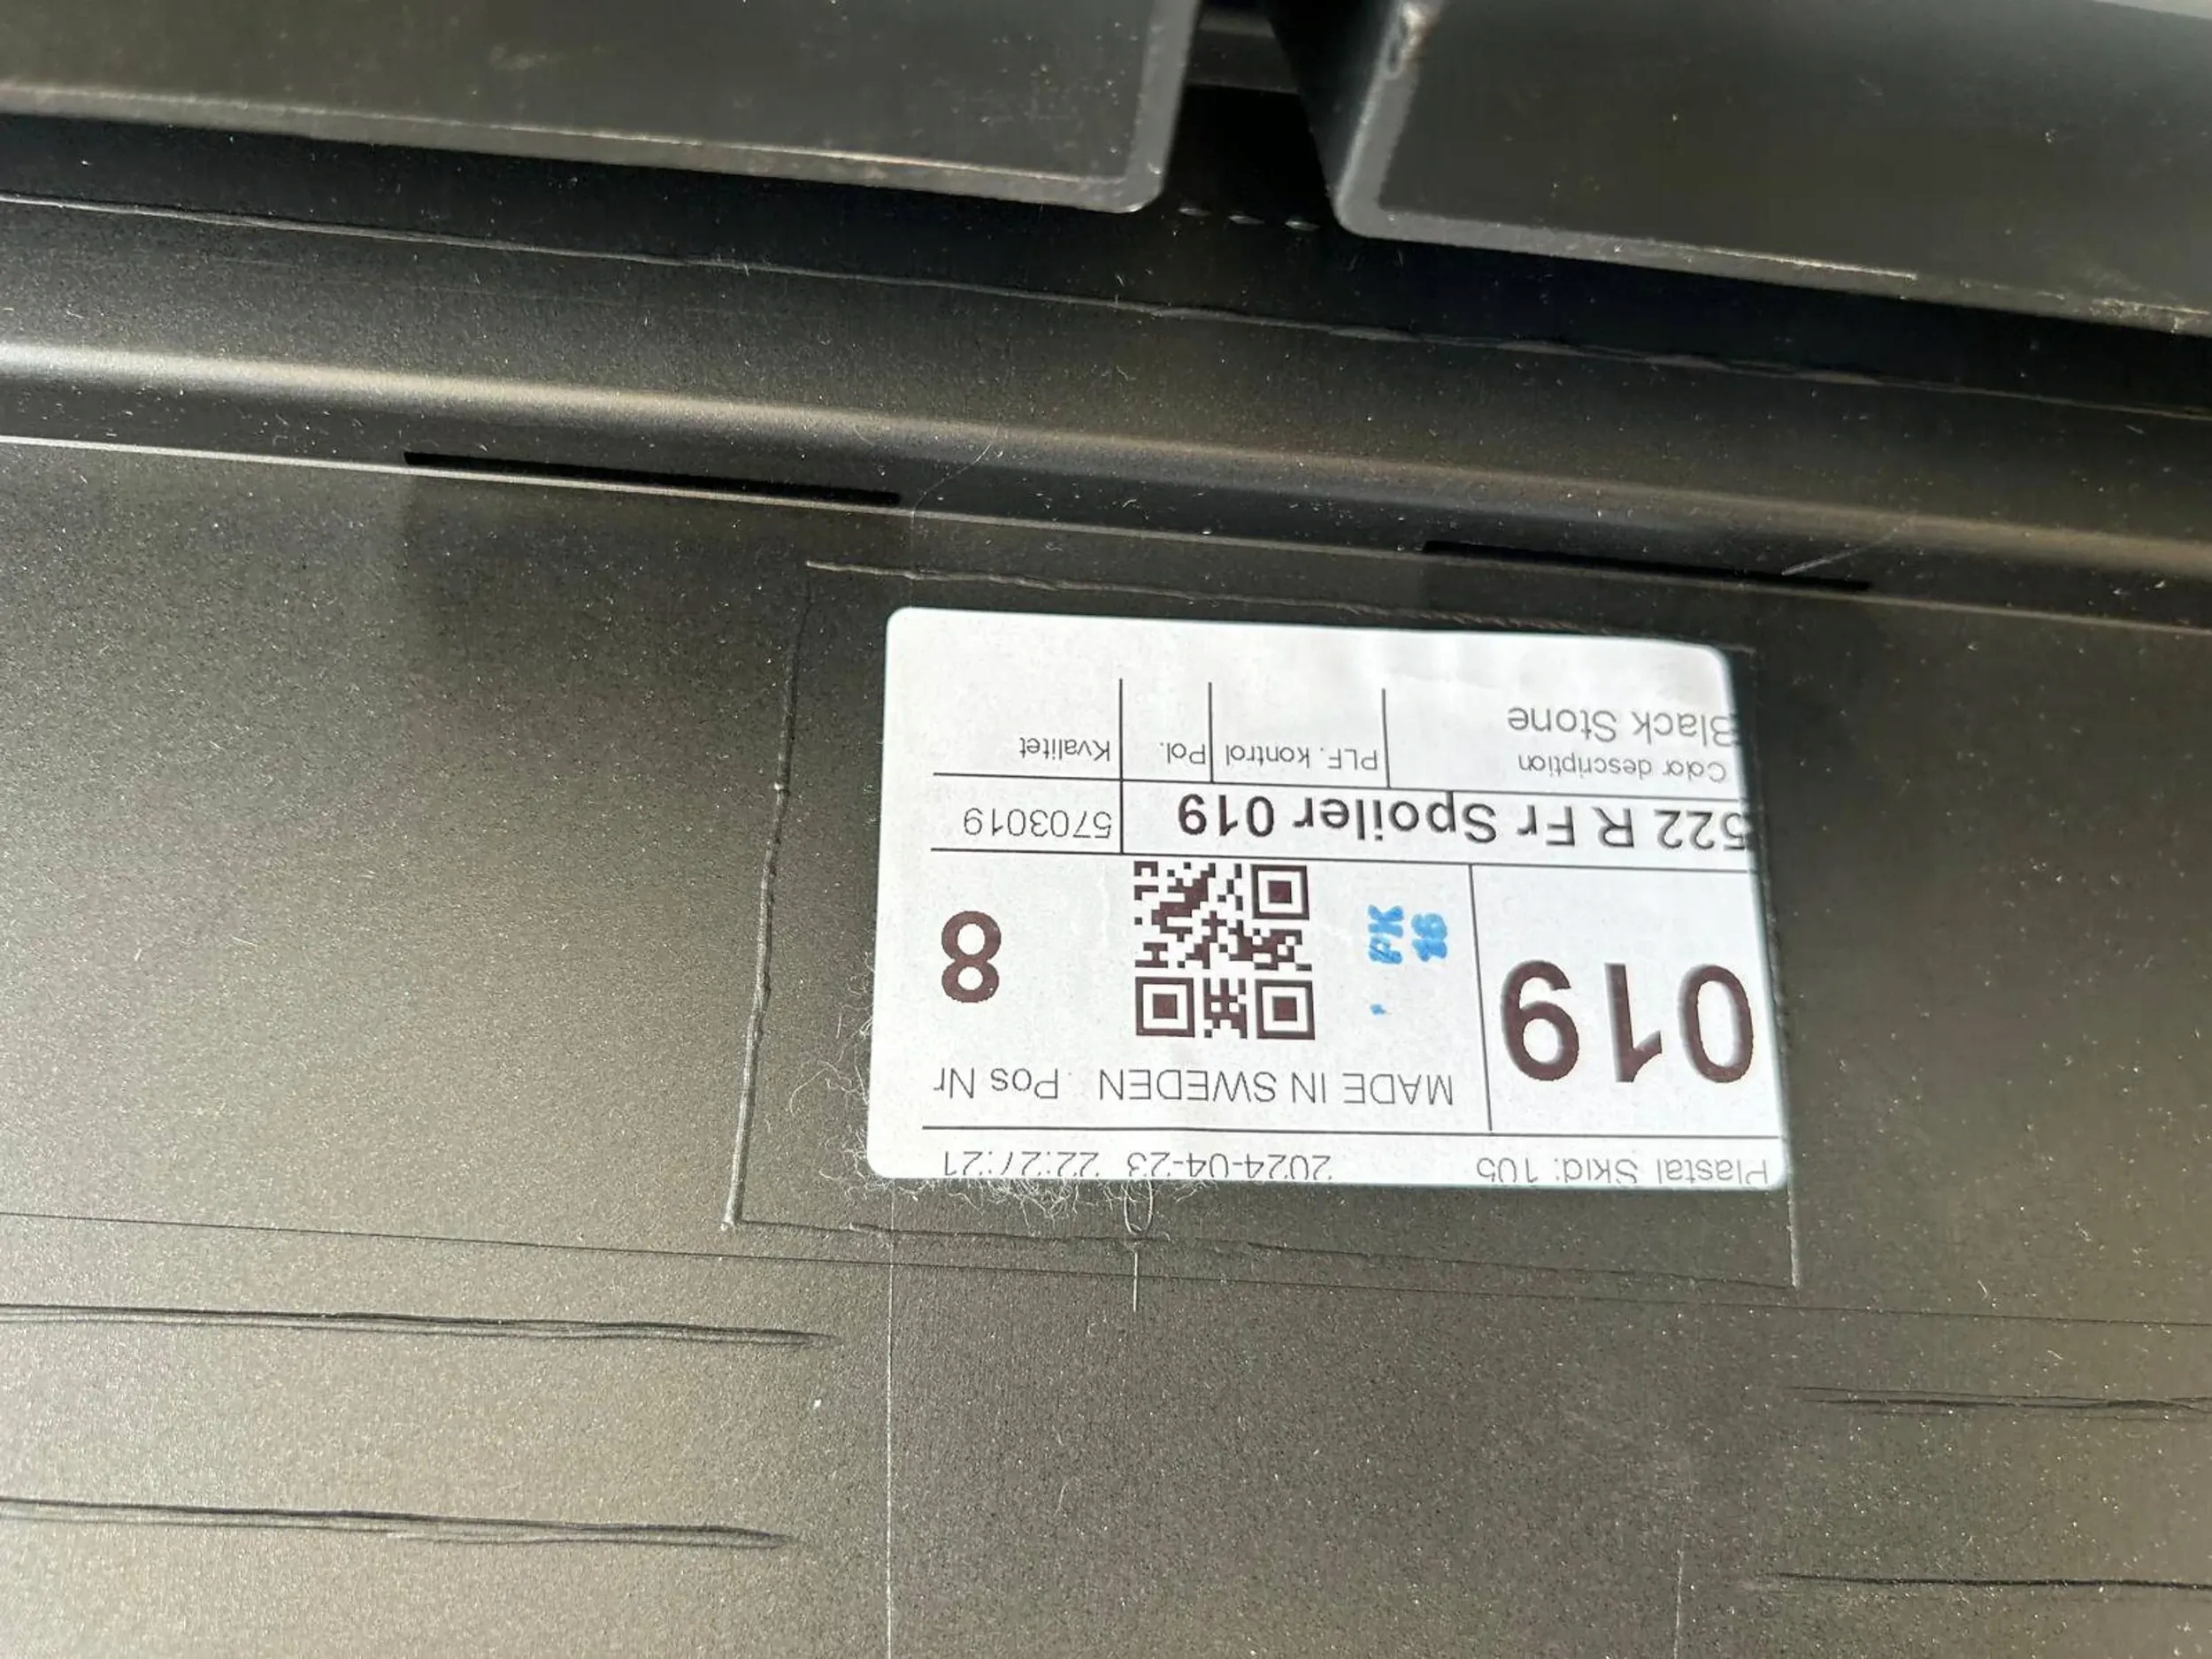 Plastal Skid: 105 2024-04-23 22:27:21
019 MADE IN SWEDEN Pos Nr
PK
16
8
522 R Fr Spoiler 019 5703019
Color description PLF. kontrol Pol. Kvalitet
Black Stone